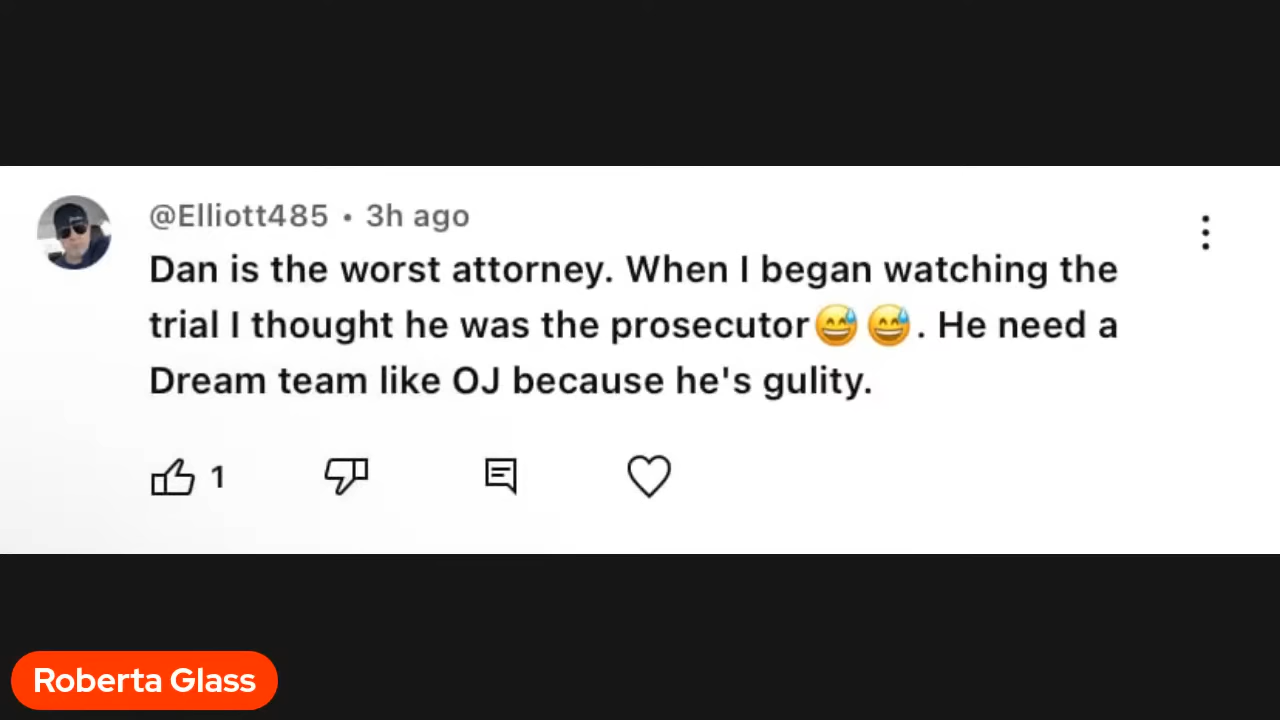 @Elliott485 • 3h ago
Dan is the worst attorney. When I began watching the
trial I thought he was the prosecutor😅😅. He need a
Dream team like OJ because he's gulity.
1
Roberta Glass